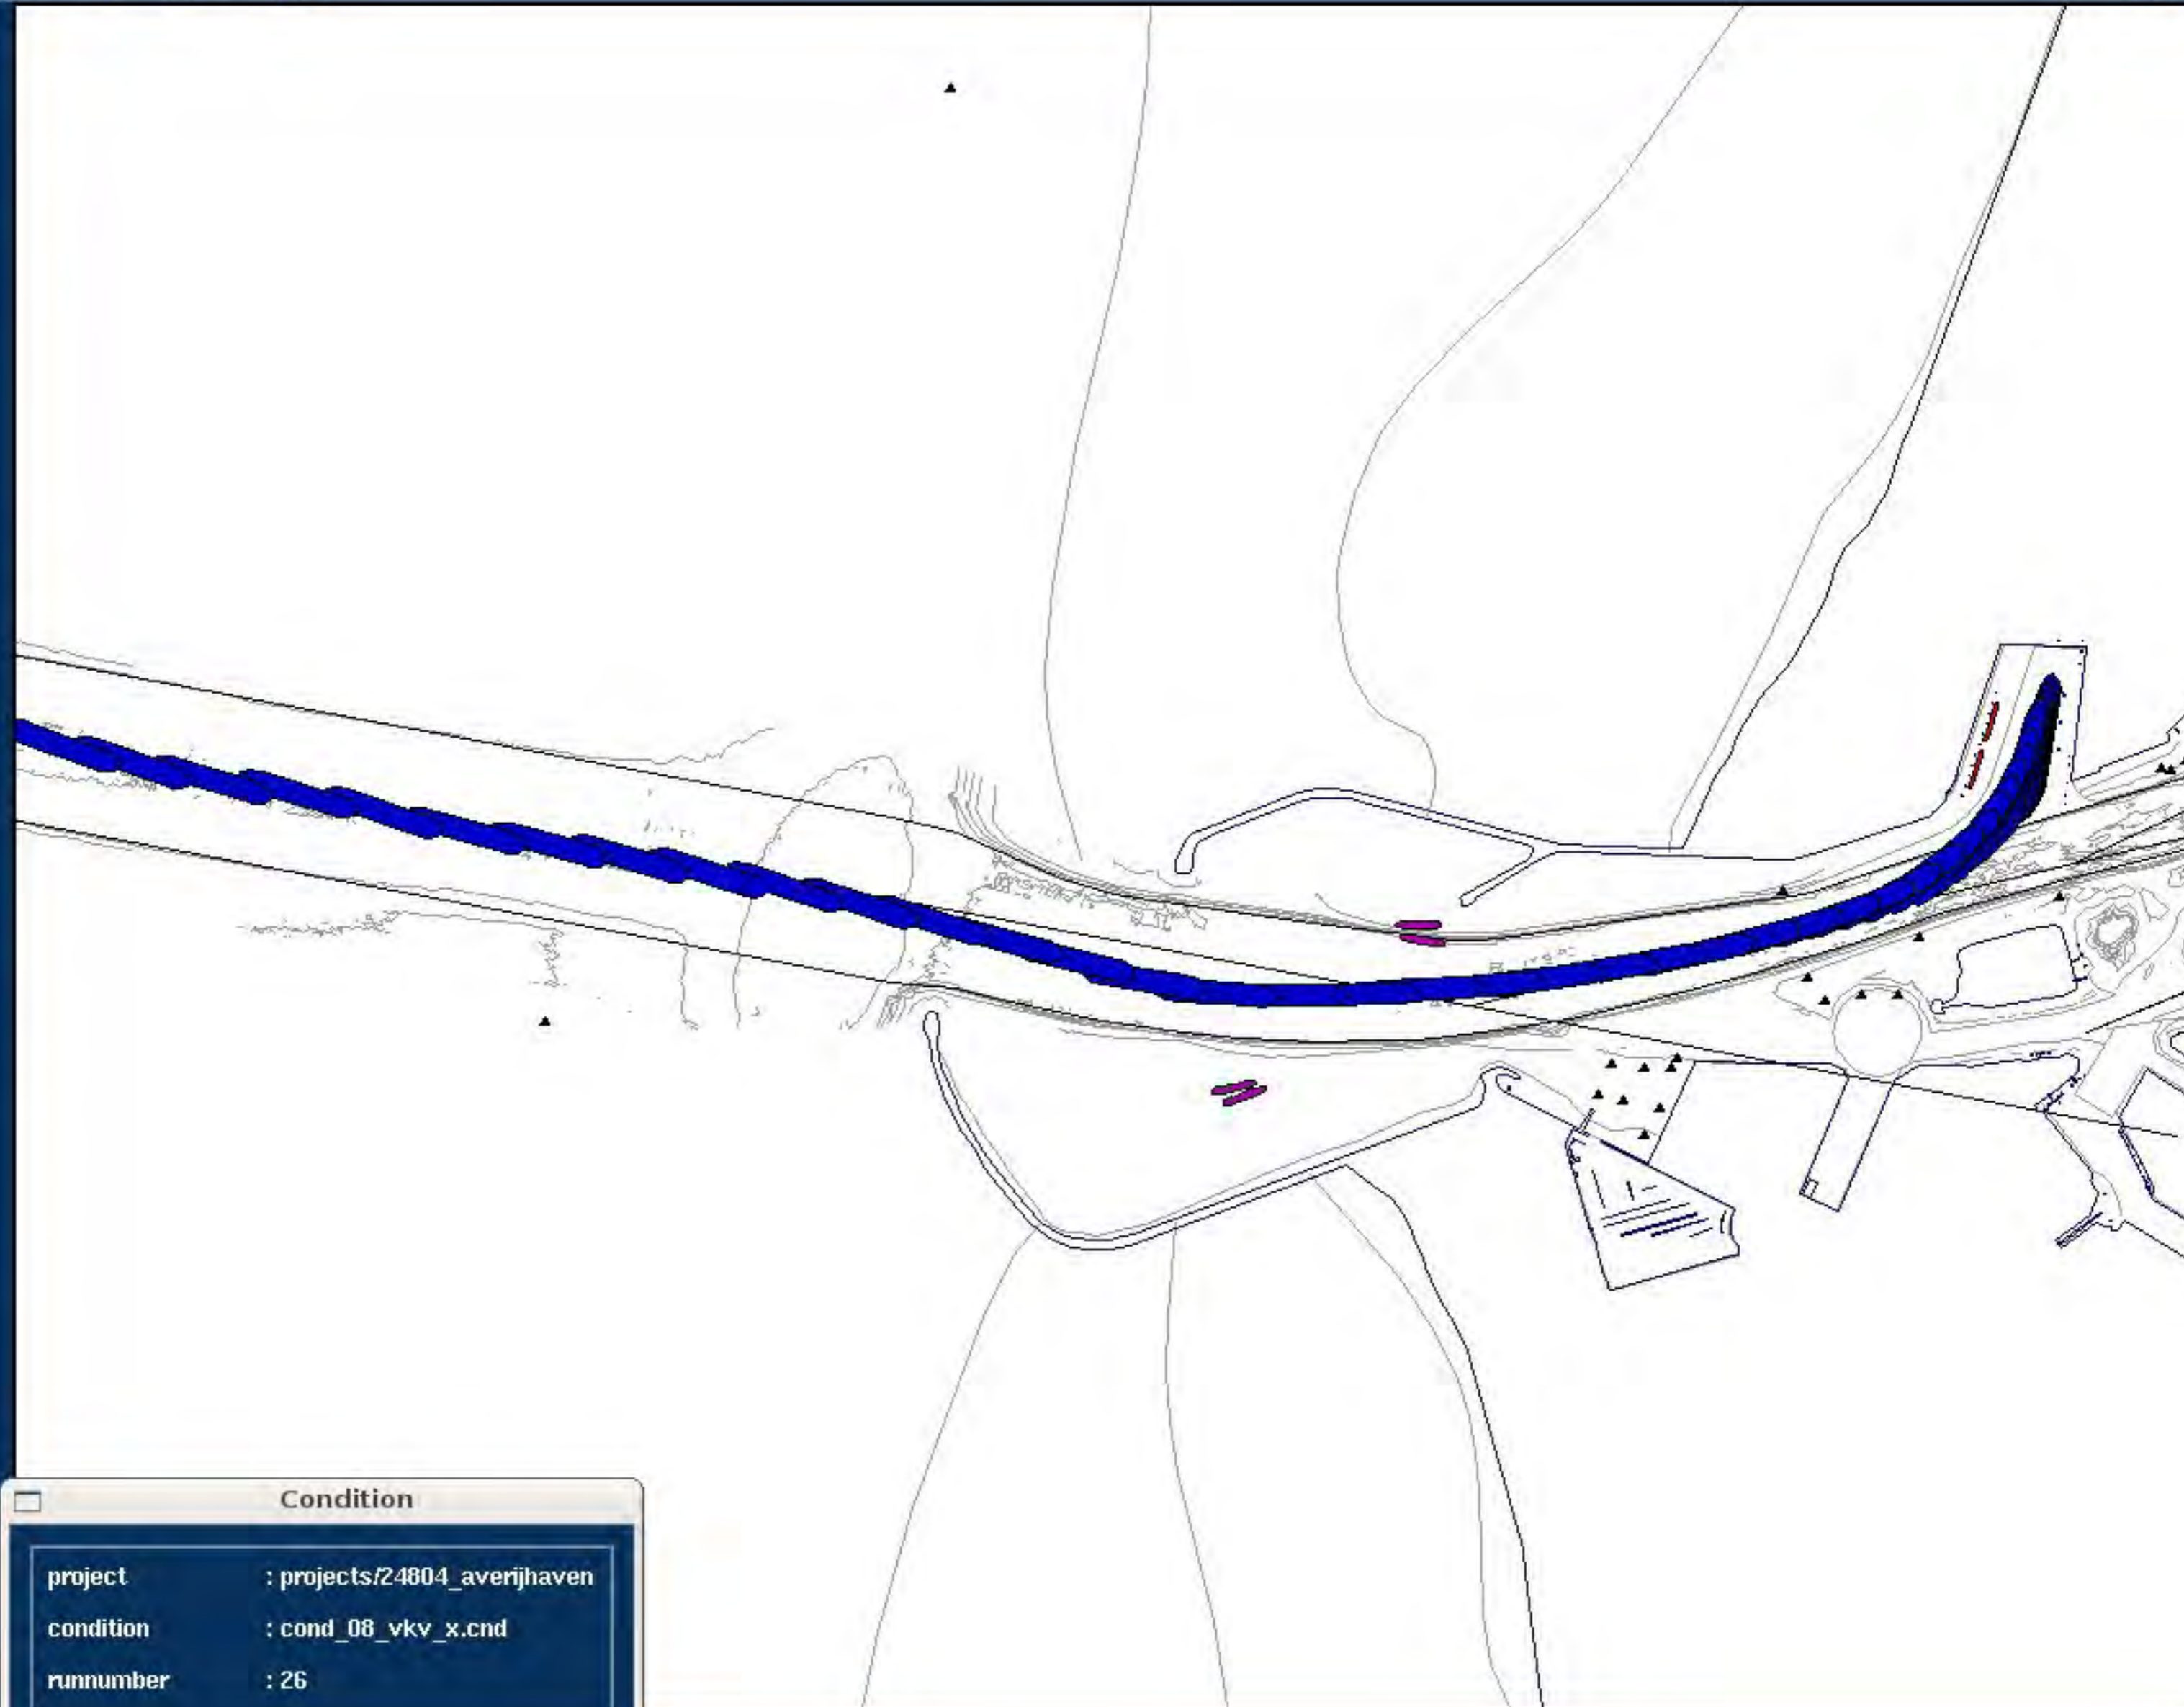 Condition
project : projects/24804_averijhaven
condition : cond_08_vkv_x.cnd
runnumber : 26